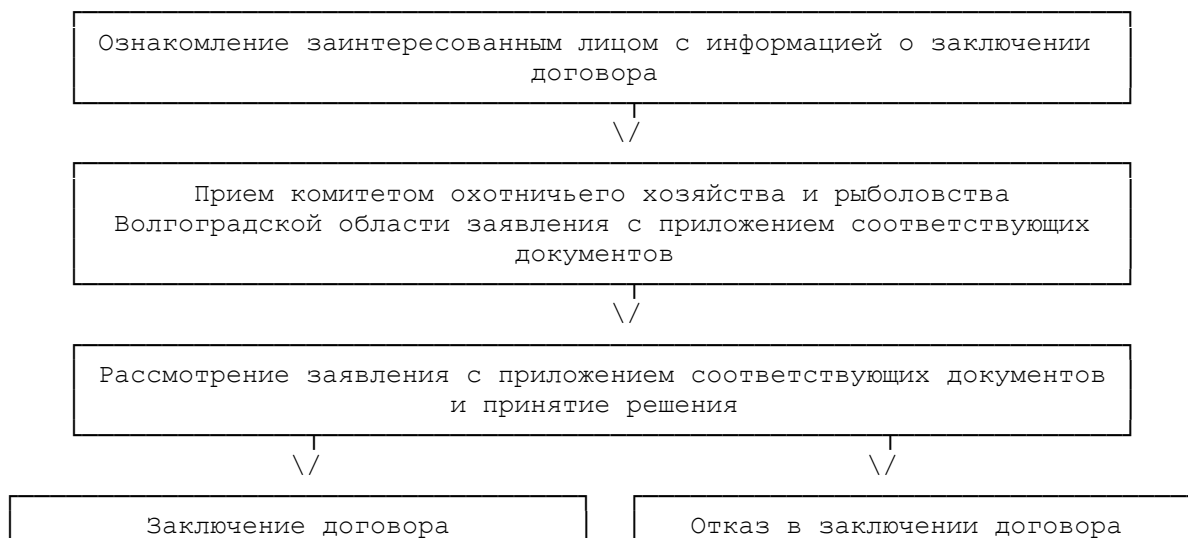 Ознакомление заинтересованным лицом с информацией о заключении
договора
\/
Прием комитетом охотничьего хозяйства и рыболовства
Волгоградской области заявления с приложением соответствующих
документов
\/
Рассмотрение заявления с приложением соответствующих документов
и принятие решения
\/ \/
Заключение договора Отказ в заключении договора